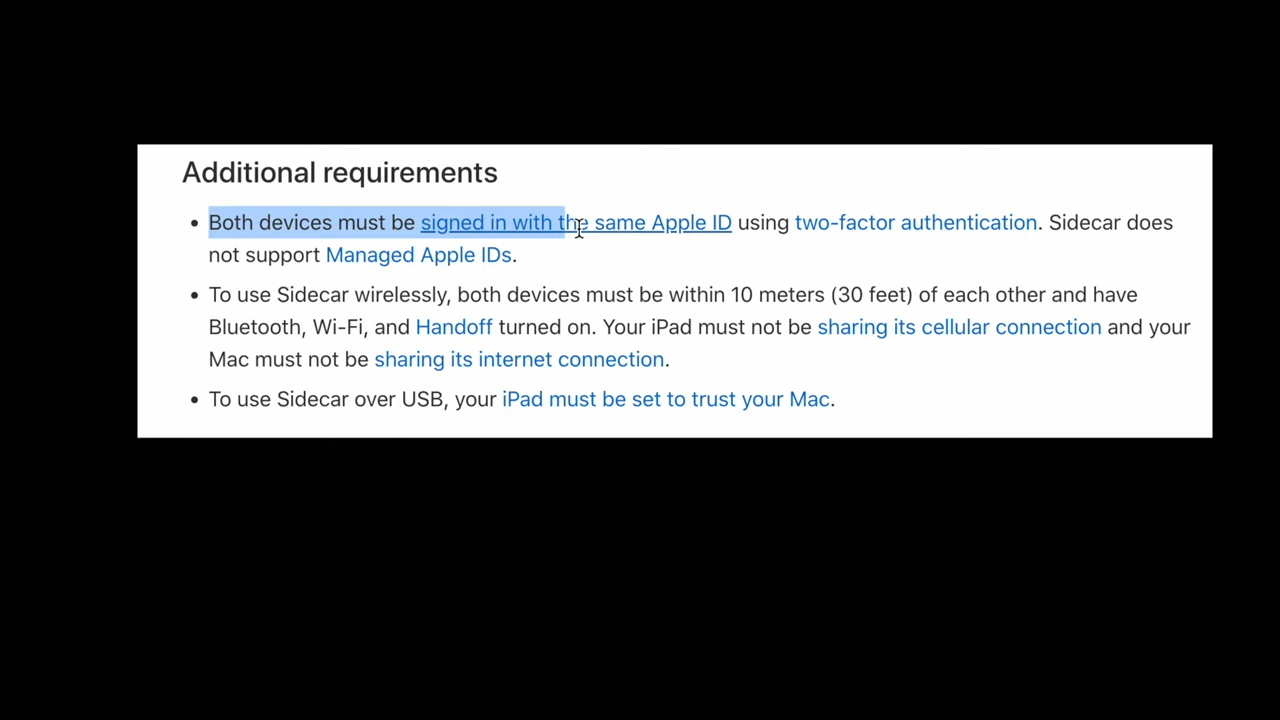 Additional requirements
• Both devices must be signed in with the same Apple ID using two-factor authentication. Sidecar does
not support Managed Apple IDs.
• To use Sidecar wirelessly, both devices must be within 10 meters (30 feet) of each other and have
Bluetooth, Wi-Fi, and Handoff turned on. Your iPad must not be sharing its cellular connection and your
Mac must not be sharing its internet connection.
• To use Sidecar over USB, your iPad must be set to trust your Mac.